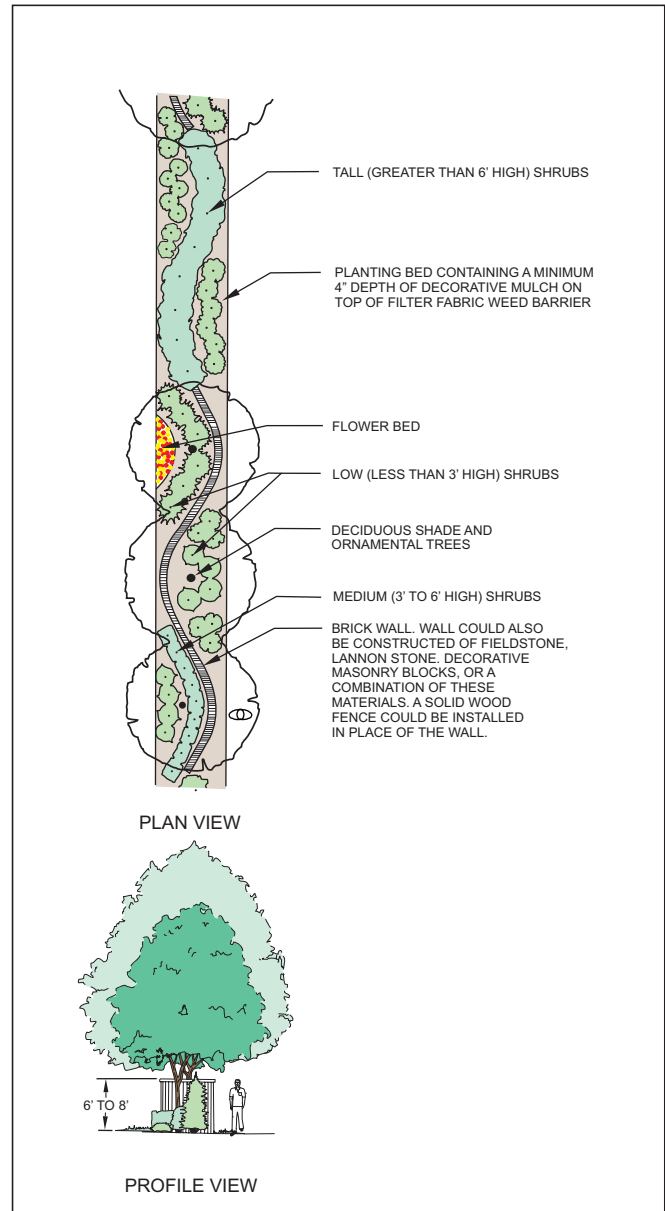 TALL (GREATER THAN 6' HIGH) SHRUBS
PLANTING BED CONTAINING A MINIMUM
4" DEPTH OF DECORATIVE MULCH ON
TOP OF FILTER FABRIC WEED BARRIER
FLOWER BED
LOW (LESS THAN 3' HIGH) SHRUBS
DECIDUOUS SHADE AND
ORNAMENTAL TREES
MEDIUM (3' TO 6' HIGH) SHRUBS
BRICK WALL. WALL COULD ALSO
BE CONSTRUCTED OF FIELDSTONE,
LANNON STONE. DECORATIVE
MASONRY BLOCKS, OR A
COMBINATION OF THESE
MATERIALS. A SOLID WOOD
FENCE COULD BE INSTALLED
IN PLACE OF THE WALL.
PLAN VIEW
6' TO 8'
PROFILE VIEW